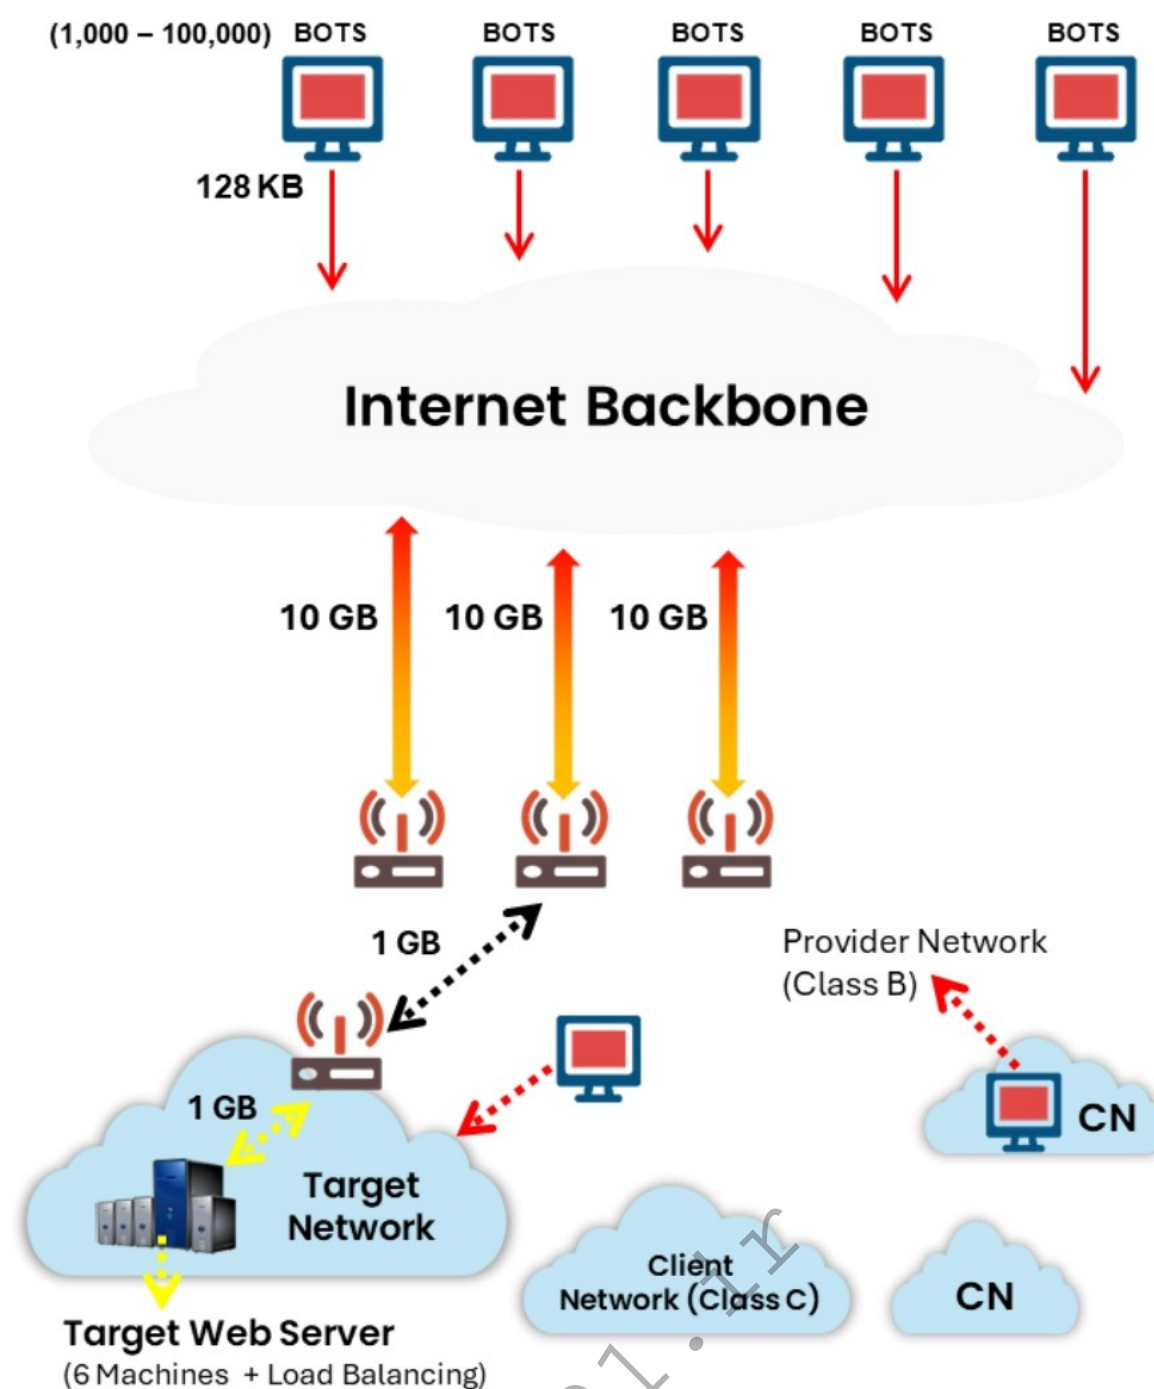 (1,000 – 100,000) BOTS BOTS BOTS BOTS BOTS
128 KB
Internet Backbone
10 GB 10 GB 10 GB
1 GB
Provider Network
(Class B)
1 GB
CN
Target
Network
Client
Network (Class C)
CN
Target Web Server
(6 Machines + Load Balancing)